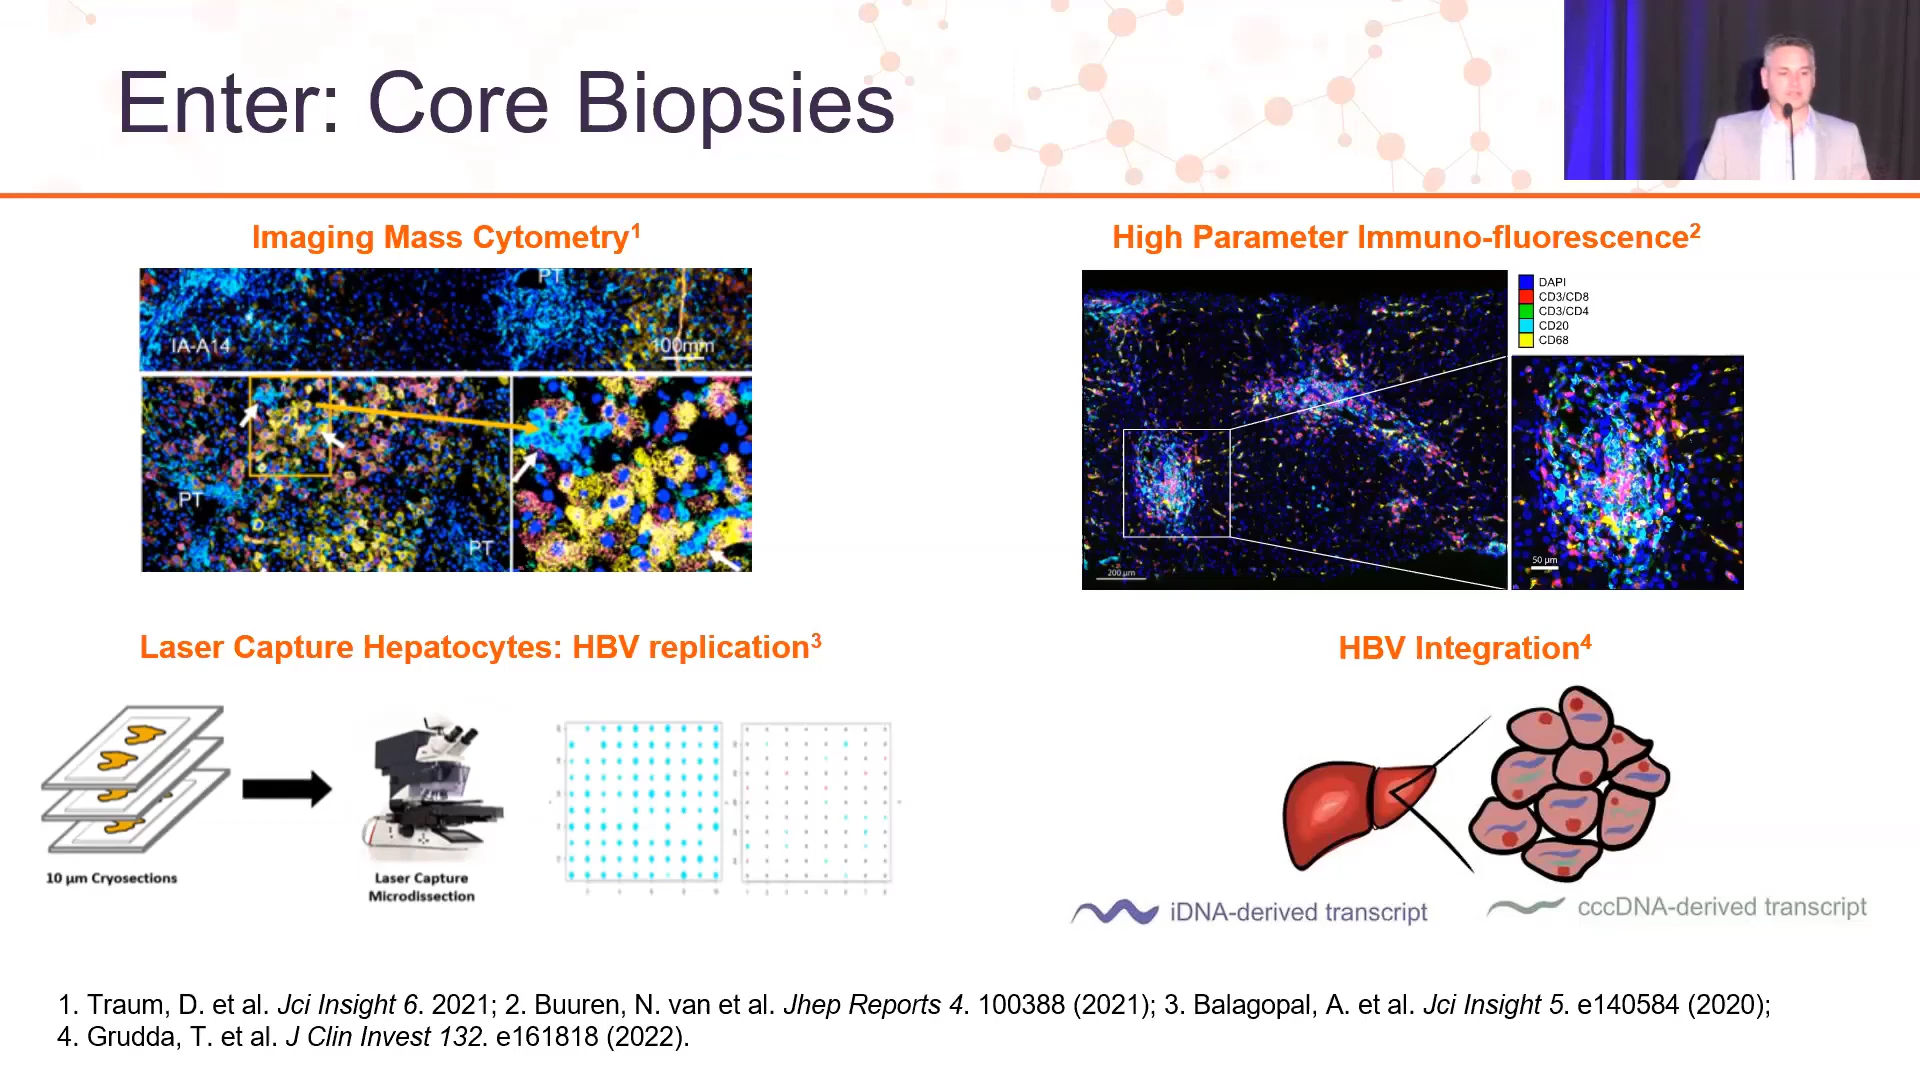 Enter: Core Biopsies
Imaging Mass Cytometry1
PT
IA-A14
100mm
PT
PT
High Parameter Immuno-fluorescence2
DAPI
CD3/CD8
CD3/CD4
CD20
CD68
200 µm
50 µm
Laser Capture Hepatocytes: HBV replication3
10 µm Cryosections
Laser Capture
Microdissection
HBV Integration4
iDNA-derived transcript
cccDNA-derived transcript
1. Traum, D. et al. Jci Insight 6. 2021; 2. Buuren, N. van et al. Jhep Reports 4. 100388 (2021); 3. Balagopal, A. et al. Jci Insight 5. e140584 (2020);
4. Grudda, T. et al. J Clin Invest 132. e161818 (2022).